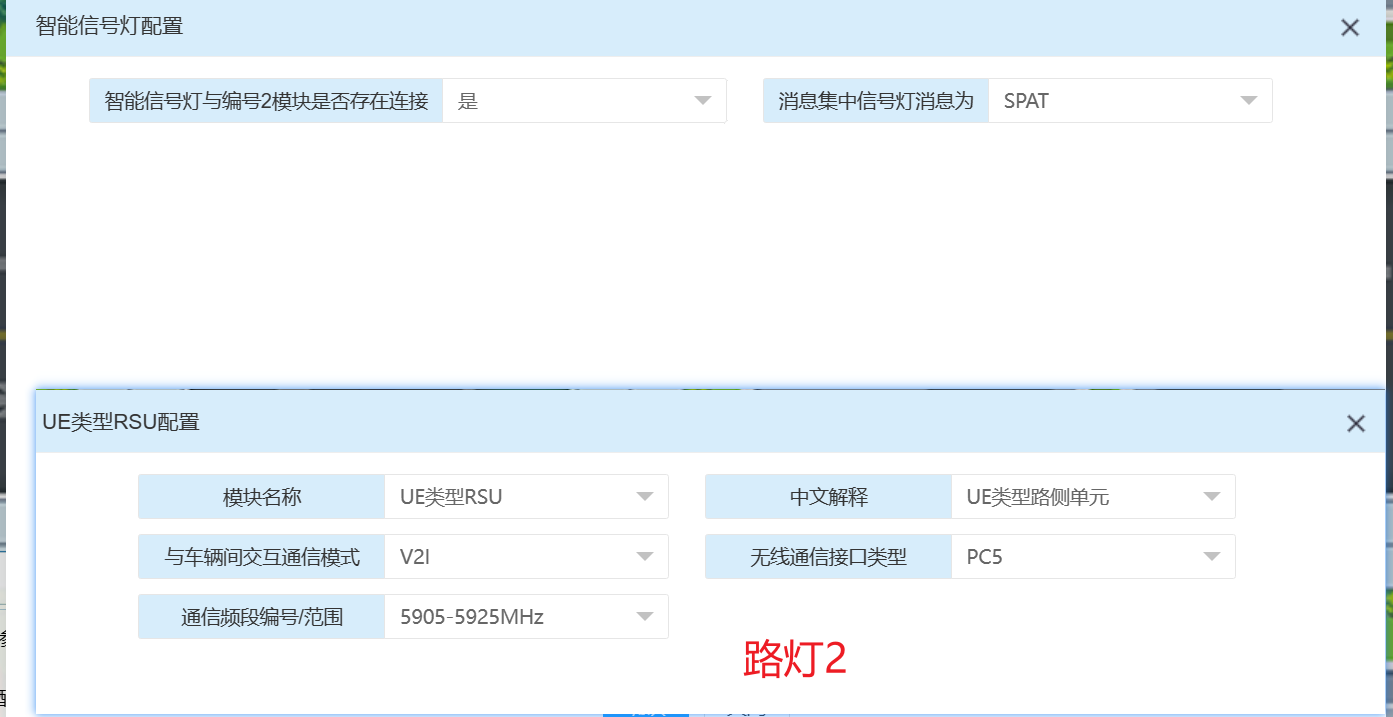 智能信号灯配置
智能信号灯与编号2模块是否存在连接 是 消息集中信号灯消息为 SPAT
UE类型RSU配置
模块名称 UE类型RSU 中文解释 UE类型路侧单元
与车辆间交互通信模式 V2I 无线通信接口类型 PC5
通信频段编号/范围 5905-5925MHz
路灯2